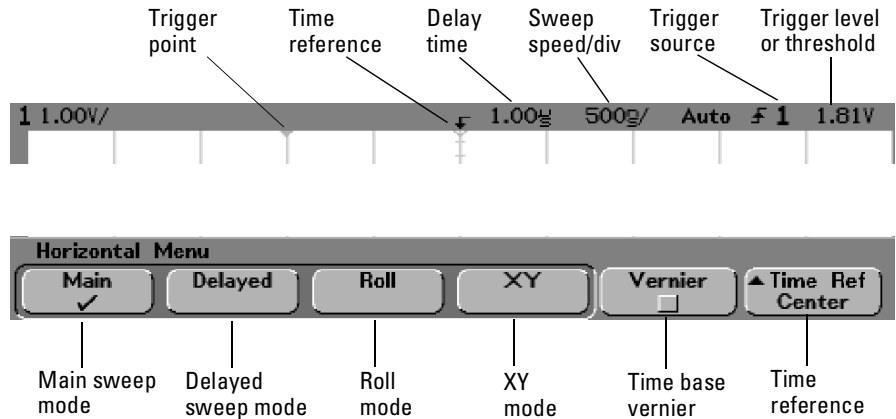 Trigger point
Time reference
Delay time
Sweep speed/div
Trigger source
Trigger level or threshold
1 1.00V/ 1.00µs 500ns/ Auto 1 1.81V
Horizontal Menu
Main
Delayed
Roll
XY
Vernier
Time Ref
Center
Main sweep mode
Delayed sweep mode
Roll mode
XY mode
Time base vernier
Time reference